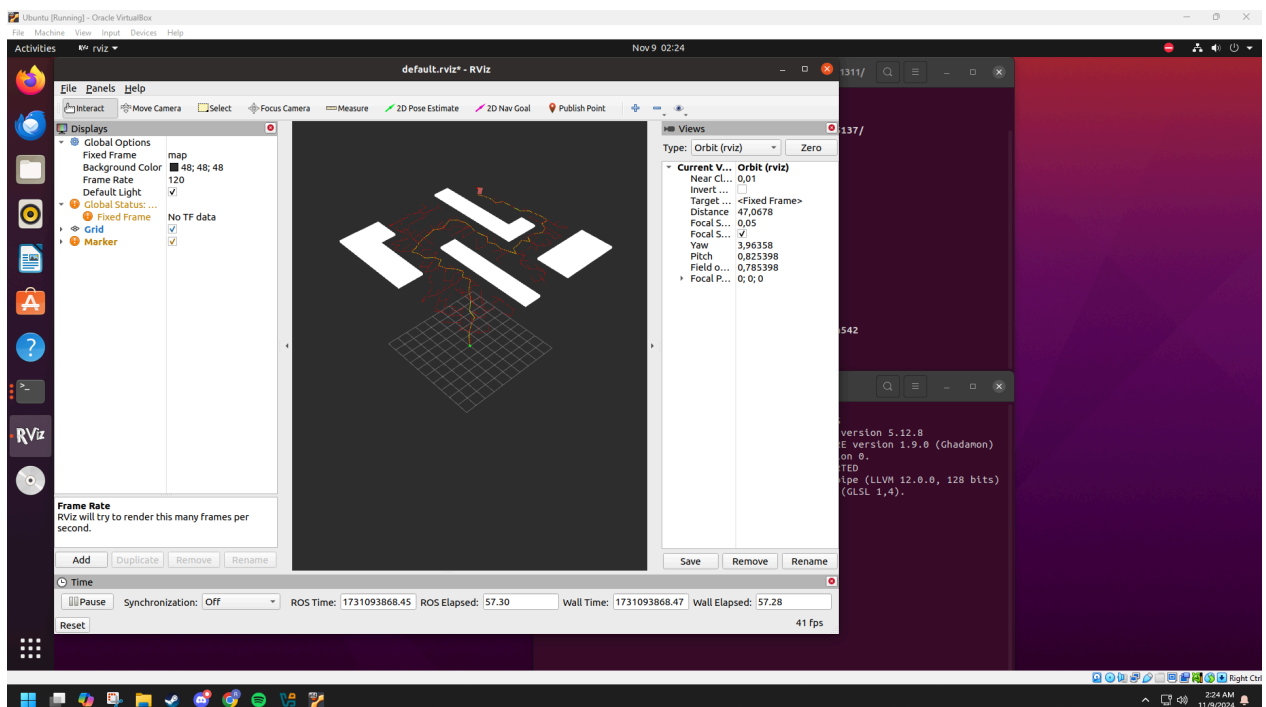 Ubuntu [Running] - Oracle VirtualBox
File Machine View Input Devices Help
Activities RViz rviz Nov 9 02:24
default.rviz* - RViz
1311/
File Panels Help
Interact Move Camera Select Focus Camera Measure 2D Pose Estimate 2D Nav Goal Publish Point
Displays
Global Options
Fixed Frame map
Background Color 48; 48; 48
Frame Rate 120
Default Light
Global Status: ...
Fixed Frame No TF data
Grid
Marker
Views
Type: Orbit (rviz) Zero
Current V... Orbit (rviz)
Near Cl... 0,01
Invert ...
Target ... <Fixed Frame>
Distance 47,0678
Focal S... 0,05
Focal S...
Yaw 3,96358
Pitch 0,825398
Field o... 0,785398
Focal P... 0; 0; 0
137/
542
version 5.12.8
E version 1.9.0 (Ghadamon)
on 0.
TED
ipe (LLVM 12.0.0, 128 bits)
(GLSL 1,4).
RViz
Frame Rate
RViz will try to render this many frames per
second.
Add Duplicate Remove Rename
Save Remove Rename
Time
Pause Synchronization: Off ROS Time: 1731093868.45 ROS Elapsed: 57.30 Wall Time: 1731093868.47 Wall Elapsed: 57.28
Reset 41 fps
Right Ctrl
2:24 AM
11/9/2024